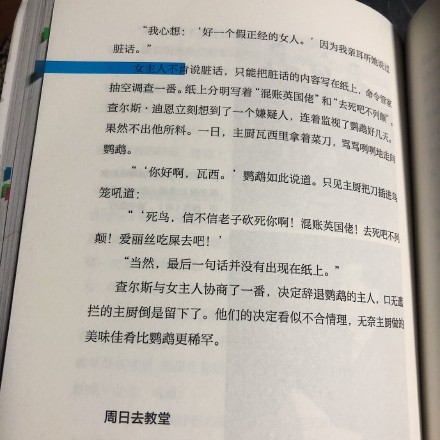 “我心想：‘好一个假正经的女人。’因为我亲耳听她说过
脏话。”
女主人不肯说脏话，只能把脏话的内容写在纸上，命令管家
抽空调查一番。纸上分明写着“混账英国佬”和“去死吧不列颠”，
查尔斯·迪恩立刻想到了一个嫌疑人，连着监视了鹦鹉好几天。
果然不出他所料。一日，主厨瓦西里拿着菜刀，骂骂咧咧地走向
鹦鹉。
“‘你好啊，瓦西。’鹦鹉如此说道。只见主厨把刀插进鸟
笼吼道：
“‘死鸟，信不信老子砍死你啊！混账英国佬！去死吧不列
颠！爱丽丝吃屎去吧！’
“当然，最后一句话并没有出现在纸上。”
查尔斯与女主人协商了一番，决定辞退鹦鹉的主人，口无遮
拦的主厨倒是留下了。他们的决定看似不合情理，无奈主厨做的
美味佳肴比鹦鹉更稀罕。
周日去教堂